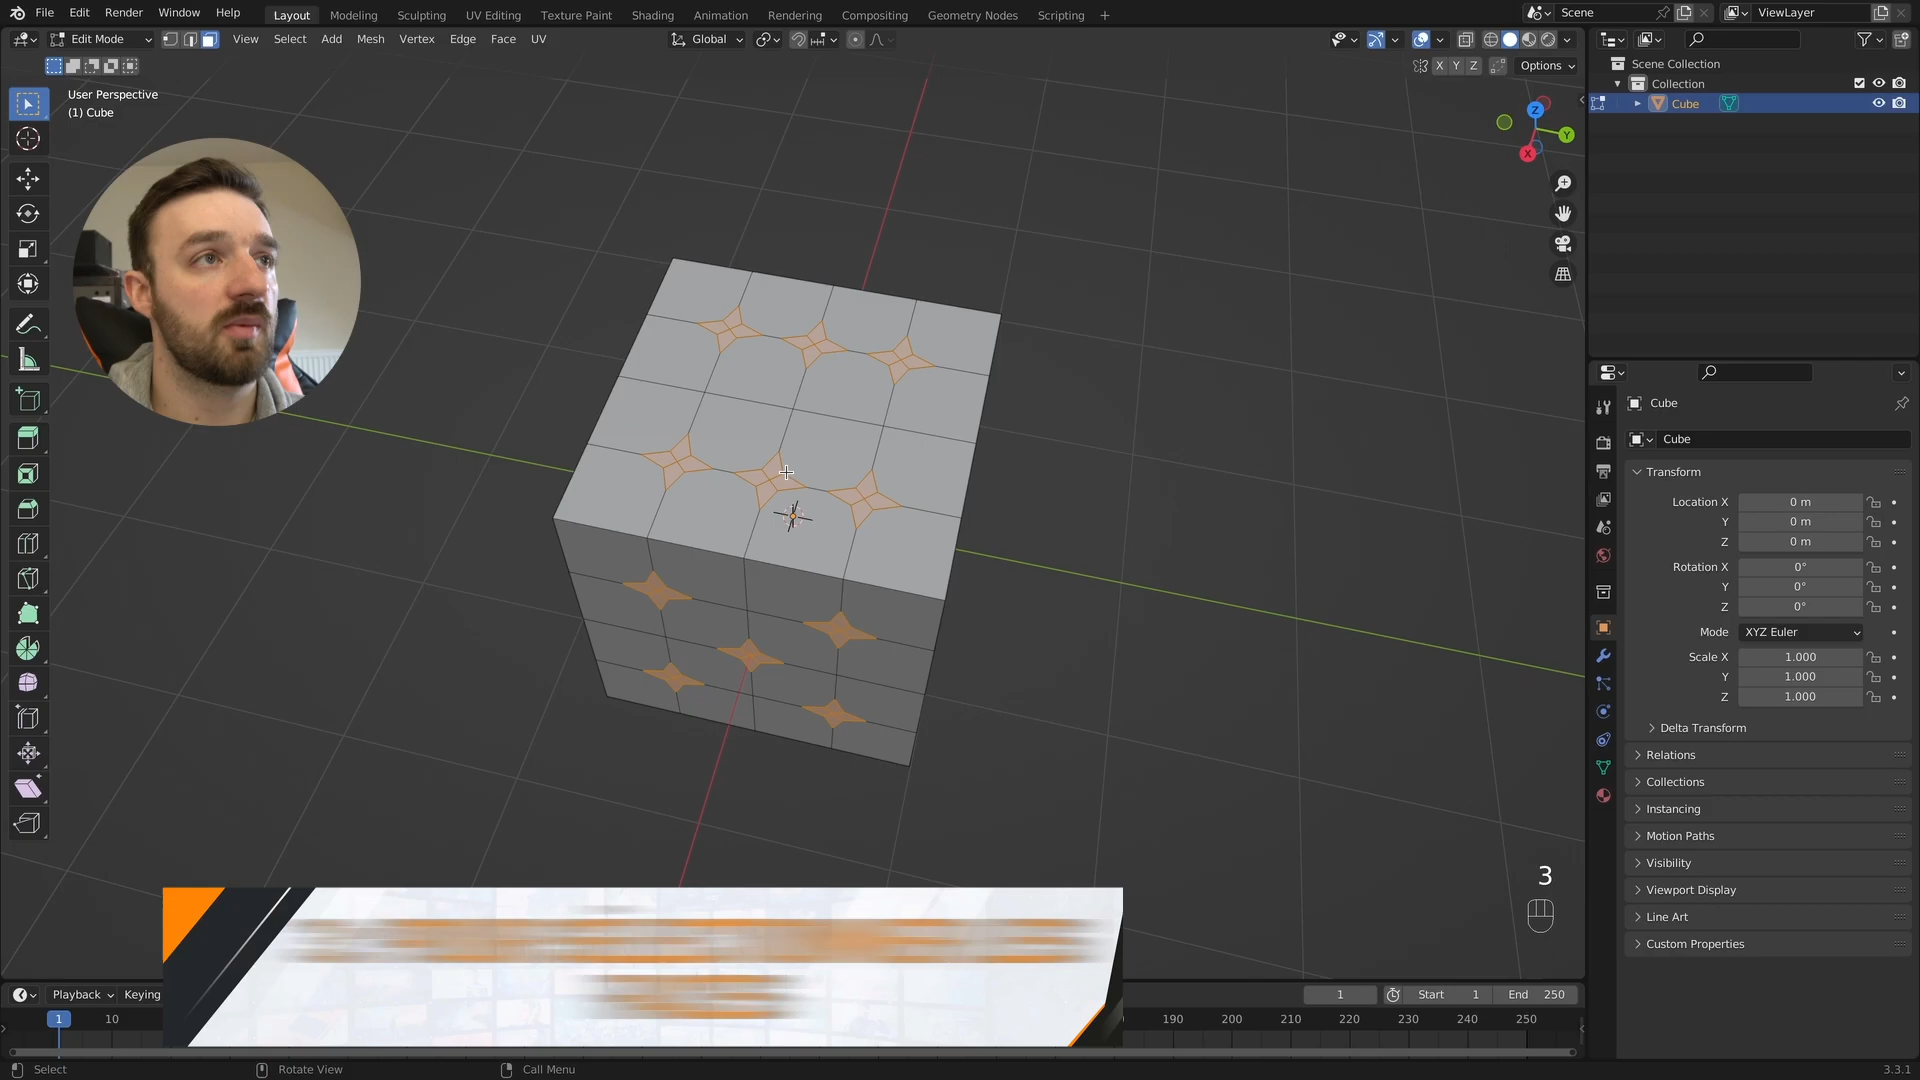 File Edit Render Window Help
Layout Modeling Sculpting UV Editing Texture Paint Shading Animation Rendering Compositing Geometry Nodes Scripting +
Scene
ViewLayer
Edit Mode
View Select Add Mesh Vertex Edge Face UV
Global
X Y Z
Options
User Perspective
(1) Cube
Z
Y
X
Scene Collection
Collection
Cube
Cube
Cube
Transform
Location X 0 m
Y 0 m
Z 0 m
Rotation X 0°
Y 0°
Z 0°
Mode XYZ Euler
Scale X 1.000
Y 1.000
Z 1.000
Delta Transform
Relations
Collections
Instancing
Motion Paths
Visibility
Viewport Display
Line Art
Custom Properties
3
Playback Keying
1
Start 1
End 250
1 10 190 200 210 220 230 240 250
Select
Rotate View
Call Menu
3.3.1